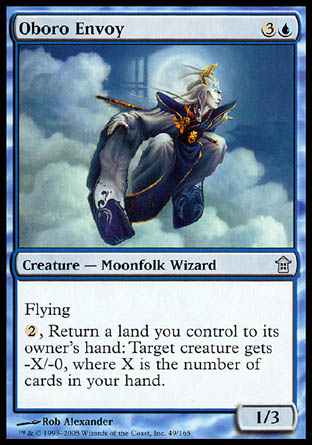 Oboro Envoy 3
Creature — Moonfolk Wizard
Flying
2, Return a land you control to its
owner's hand: Target creature gets
-X/-0, where X is the number of
cards in your hand.
Rob Alexander
™ & © 1993–2005 Wizards of the Coast, Inc. 49/165
1/3